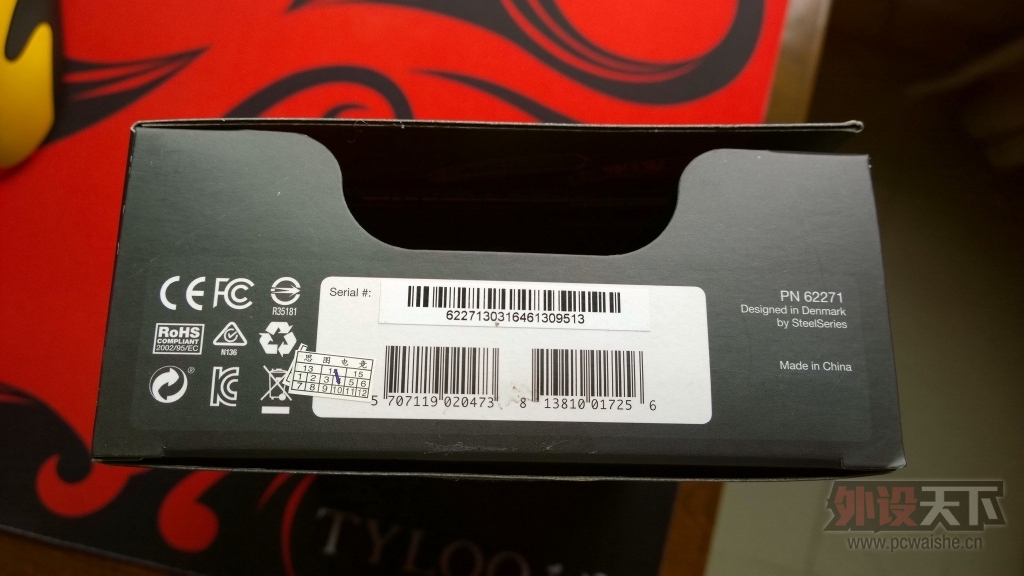 CE FC
R35181
RoHS
COMPLIANT
2002/95/EC
N136
Serial #:
6227130316461309513
思 图 电 委
13 15
1 2 3 5 6
7 8 9 10 11 12
5 707119 020473
8 13810 01725 6
PN 62271
Designed in Denmark
by SteelSeries
Made in China
TYLOO
外设天下
www.pcwaishe.cn